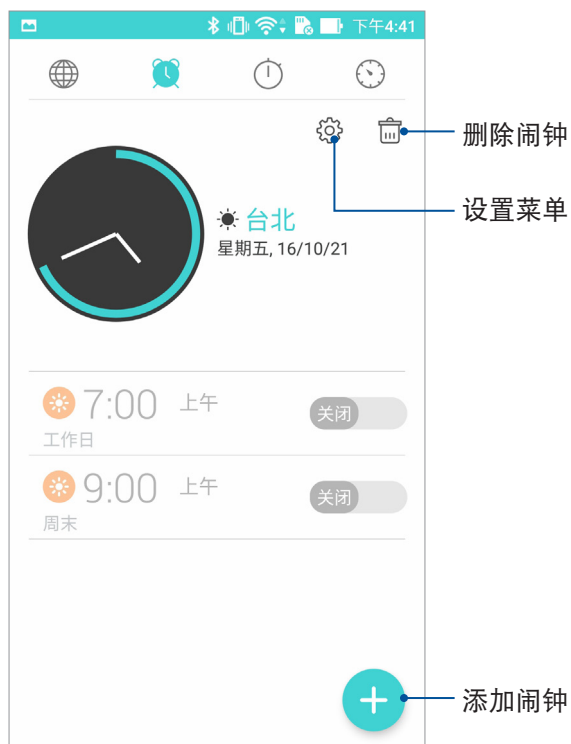 下午4:41
删除闹钟
设置菜单
台北
星期五, 16/10/21
7:00 上午
关闭
工作日
9:00 上午
关闭
周末
添加闹钟